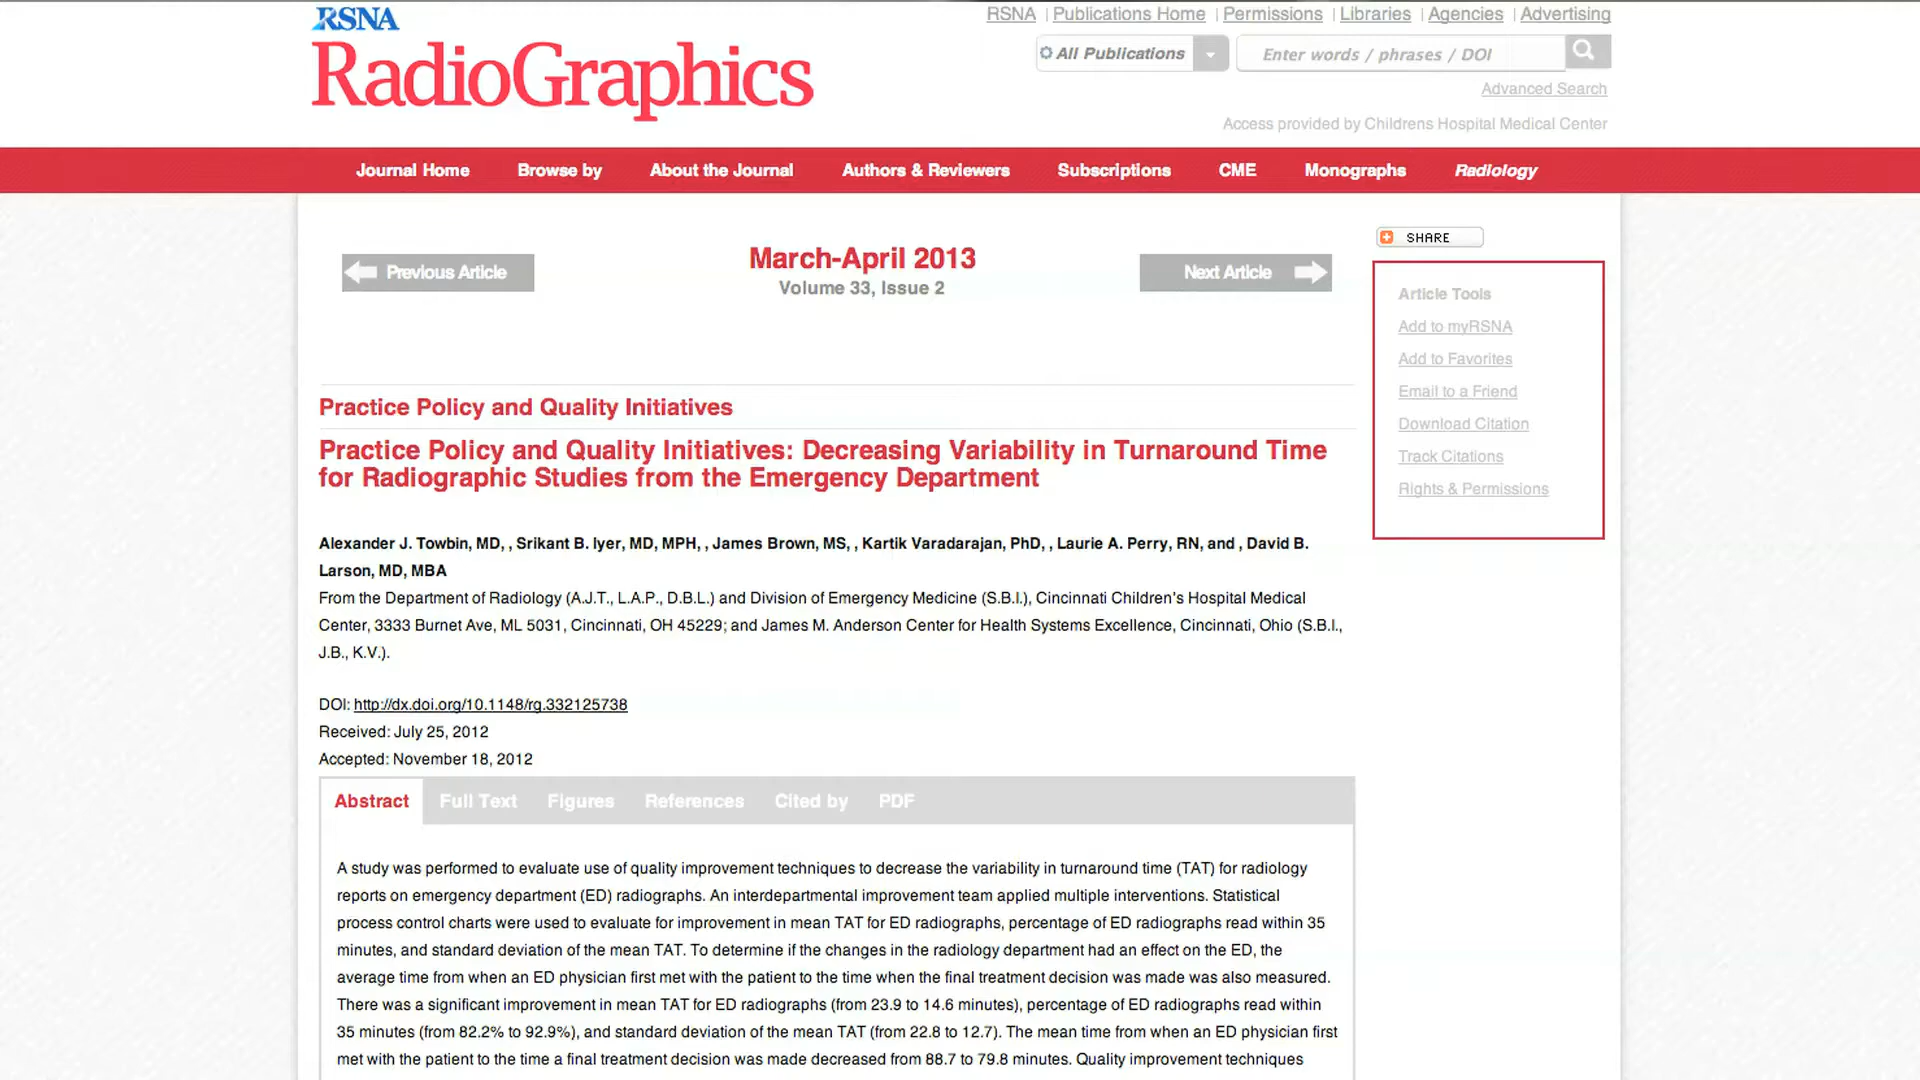 RSNA
RadioGraphics
RSNA | Publications Home | Permissions | Libraries | Agencies | Advertising
All Publications
Enter words / phrases / DOI
Advanced Search
Access provided by Childrens Hospital Medical Center
Journal Home Browse by About the Journal Authors & Reviewers Subscriptions CME Monographs Radiology
Previous Article
March-April 2013
Volume 33, Issue 2
Next Article
SHARE
Article Tools
Add to myRSNA
Add to Favorites
Email to a Friend
Download Citation
Track Citations
Rights & Permissions
Practice Policy and Quality Initiatives
Practice Policy and Quality Initiatives: Decreasing Variability in Turnaround Time
for Radiographic Studies from the Emergency Department
Alexander J. Towbin, MD, , Srikant B. Iyer, MD, MPH, , James Brown, MS, , Kartik Varadarajan, PhD, , Laurie A. Perry, RN, and , David B.
Larson, MD, MBA
From the Department of Radiology (A.J.T., L.A.P., D.B.L.) and Division of Emergency Medicine (S.B.I.), Cincinnati Children's Hospital Medical
Center, 3333 Burnet Ave, ML 5031, Cincinnati, OH 45229; and James M. Anderson Center for Health Systems Excellence, Cincinnati, Ohio (S.B.I.,
J.B., K.V.).
DOI: http://dx.doi.org/10.1148/rg.332125738
Received: July 25, 2012
Accepted: November 18, 2012
Abstract Full Text Figures References Cited by PDF
A study was performed to evaluate use of quality improvement techniques to decrease the variability in turnaround time (TAT) for radiology
reports on emergency department (ED) radiographs. An interdepartmental improvement team applied multiple interventions. Statistical
process control charts were used to evaluate for improvement in mean TAT for ED radiographs, percentage of ED radiographs read within 35
minutes, and standard deviation of the mean TAT. To determine if the changes in the radiology department had an effect on the ED, the
average time from when an ED physician first met with the patient to the time when the final treatment decision was made was also measured.
There was a significant improvement in mean TAT for ED radiographs (from 23.9 to 14.6 minutes), percentage of ED radiographs read within
35 minutes (from 82.2% to 92.9%), and standard deviation of the mean TAT (from 22.8 to 12.7). The mean time from when an ED physician first
met with the patient to the time a final treatment decision was made decreased from 88.7 to 79.8 minutes. Quality improvement techniques